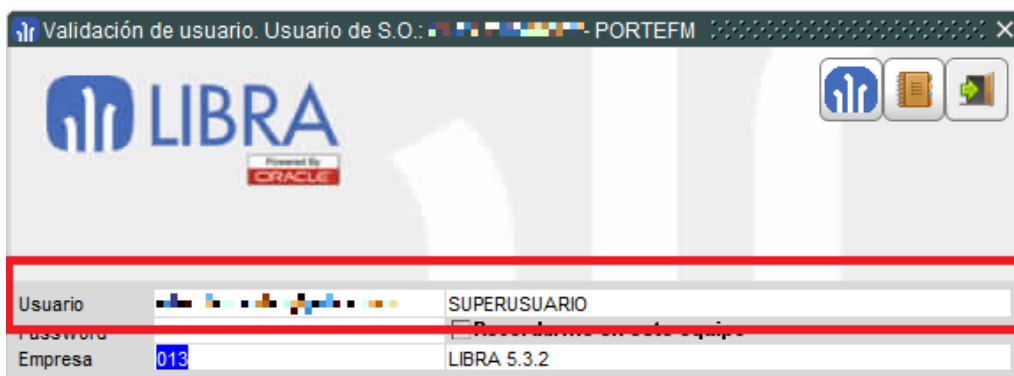 Validación de usuario. Usuario de S.O.: - PORTEFM
LIBRA
Powered By
ORACLE
Usuario SUPERUSUARIO
Password Recordarme en este equipo
Empresa 013 LIBRA 5.3.2